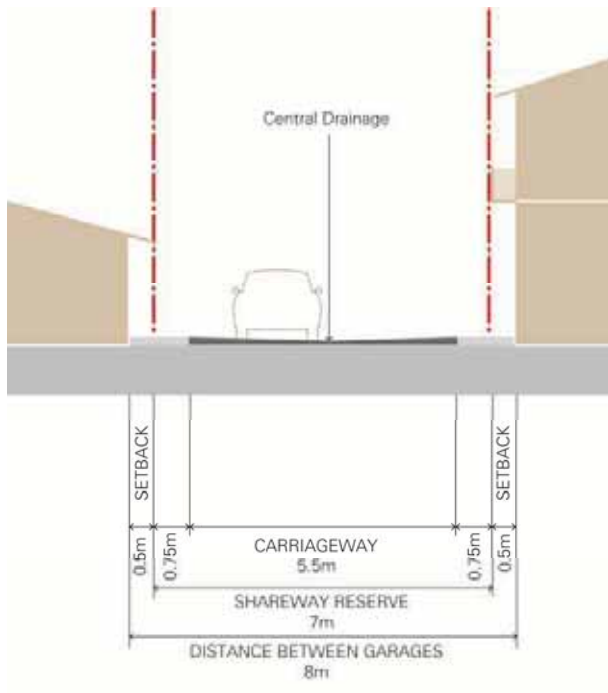 Central Drainage
SETBACK
SETBACK
0.5m
0.75m
CARRIAGEWAY
5.5m
0.75m
0.5m
SHAREWAY RESERVE
7m
DISTANCE BETWEEN GARAGES
8m